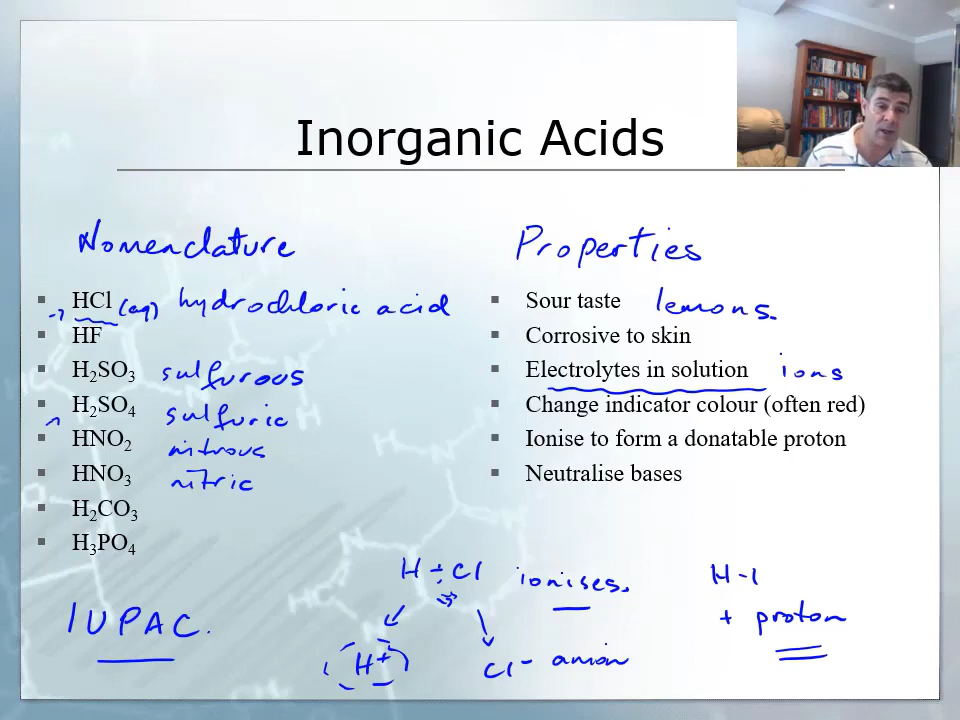 Inorganic Acids
Nomenclature
HCl (aq) hydrochloric acid
HF
H₂SO₃ sulfurous
H₂SO₄ sulfuric
HNO₂ nitrous
HNO₃ nitric
H₂CO₃
H₃PO₄
IUPAC.
Properties
Sour taste lemons.
Corrosive to skin
Electrolytes in solution ions
Change indicator colour (often red)
Ionise to form a donatable proton
Neutralise bases
H÷Cl ionises.
H⁺ Cl⁻ anion
H-1
+ proton